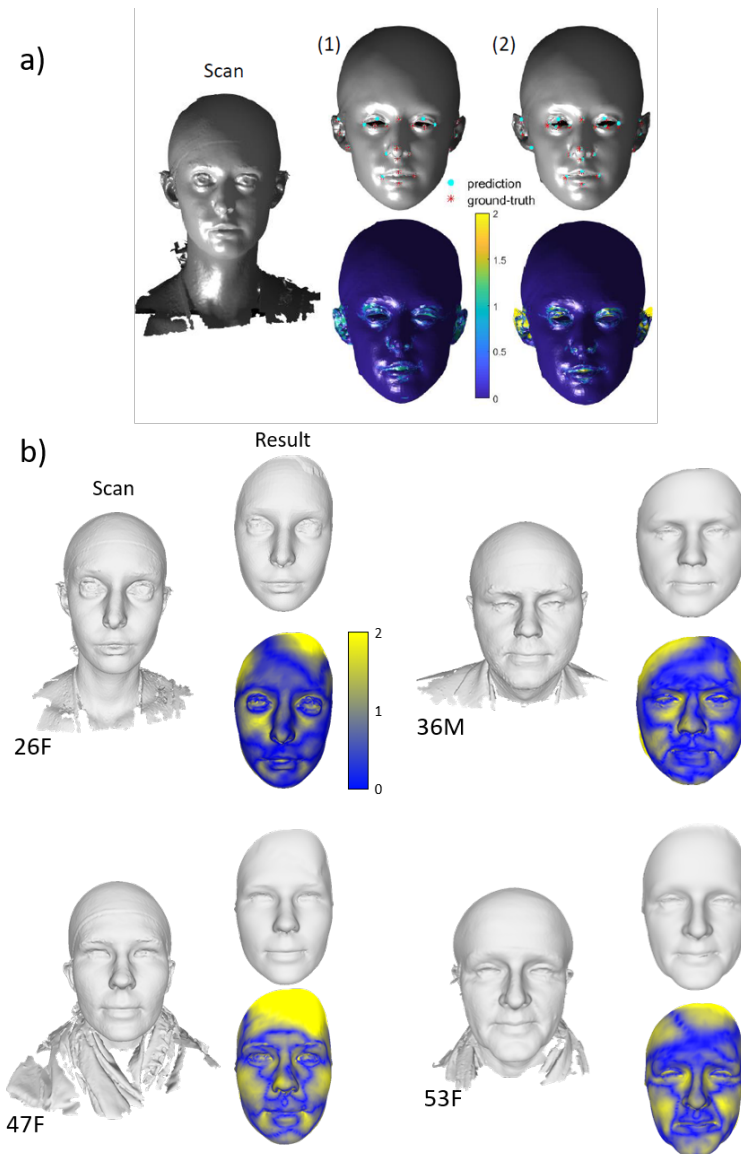 a)
Scan
(1)
(2)
prediction
ground-truth
2
1.5
1
0.5
0
b)
Scan
Result
2
1
0
26F
36M
47F
53F